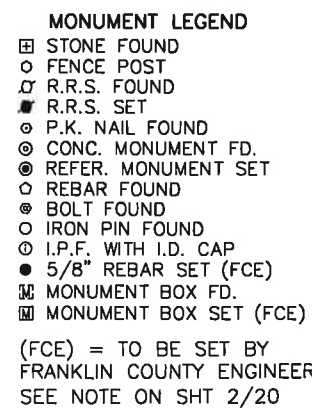 MONUMENT LEGEND
STONE FOUND
FENCE POST
R.R.S. FOUND
R.R.S. SET
P.K. NAIL FOUND
CONC. MONUMENT FD.
REFER. MONUMENT SET
REBAR FOUND
BOLT FOUND
IRON PIN FOUND
I.P.F. WITH I.D. CAP
5/8" REBAR SET (FCE)
MONUMENT BOX FD.
MONUMENT BOX SET (FCE)
(FCE) = TO BE SET BY
FRANKLIN COUNTY ENGINEER
SEE NOTE ON SHT 2/20